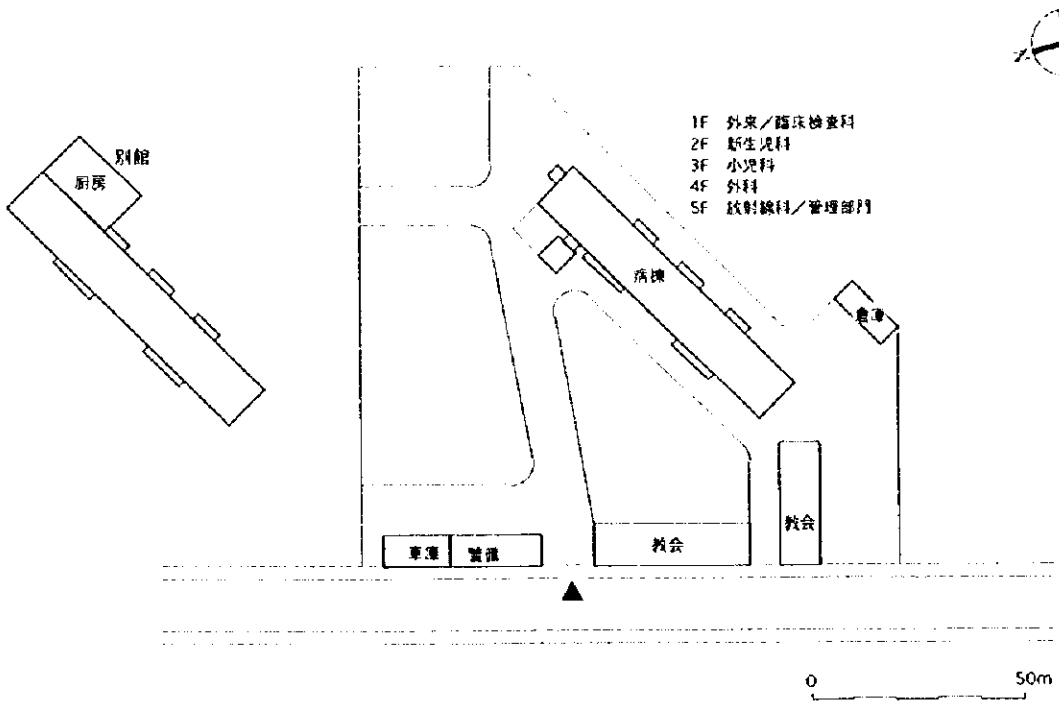 別館
厨房
1F 外来／臨床検査科
2F 新生児科
3F 小児科
4F 外科
5F 放射線科／管理部門
病棟
倉庫
教会
車庫 警備 教会
0 50m